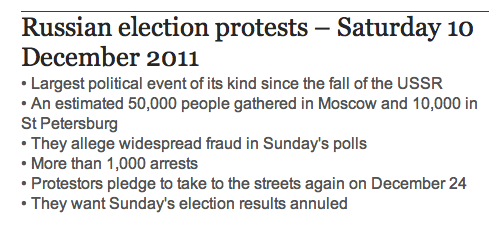 Russian election protests – Saturday 10
December 2011
• Largest political event of its kind since the fall of the USSR
• An estimated 50,000 people gathered in Moscow and 10,000 in
St Petersburg
• They allege widespread fraud in Sunday's polls
• More than 1,000 arrests
• Protestors pledge to take to the streets again on December 24
• They want Sunday's election results annuled